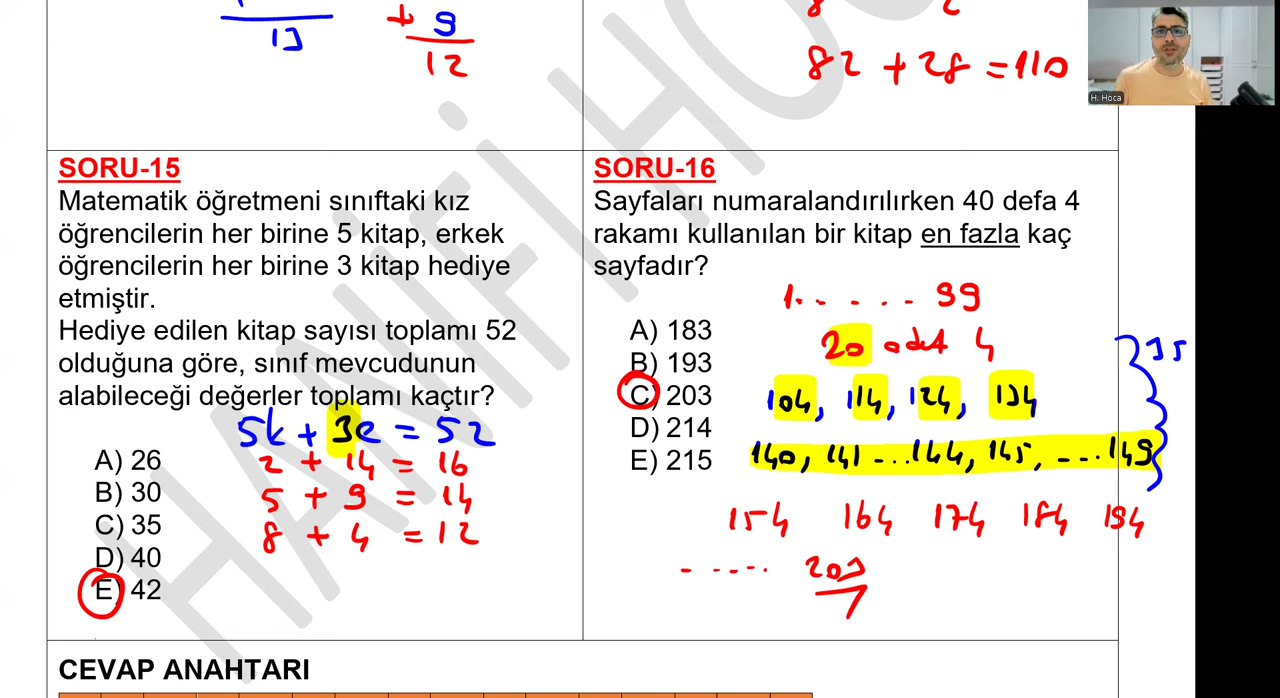 13
+ 9
12
82 + 28 = 110
H. Hoca
HANİFİ HO
SORU-15
Matematik öğretmeni sınıftaki kız
öğrencilerin her birine 5 kitap, erkek
öğrencilerin her birine 3 kitap hediye
etmiştir.
Hediye edilen kitap sayısı toplamı 52
olduğuna göre, sınıf mevcudunun
alabileceği değerler toplamı kaçtır?
5k + 3e = 52
2 + 14 = 16
5 + 9 = 14
8 + 4 = 12
A) 26
B) 30
C) 35
D) 40
E) 42
SORU-16
Sayfaları numaralandırılırken 40 defa 4
rakamı kullanılan bir kitap en fazla kaç
sayfadır?
1. . . . . . 99
20 adet 4
A) 183
B) 193
C) 203
D) 214
E) 215
104, 114, 124, 134
140, 141 ... 144, 145, ... 149
15
154 164 174 184 194
. . . . . 203
CEVAP ANAHTARI